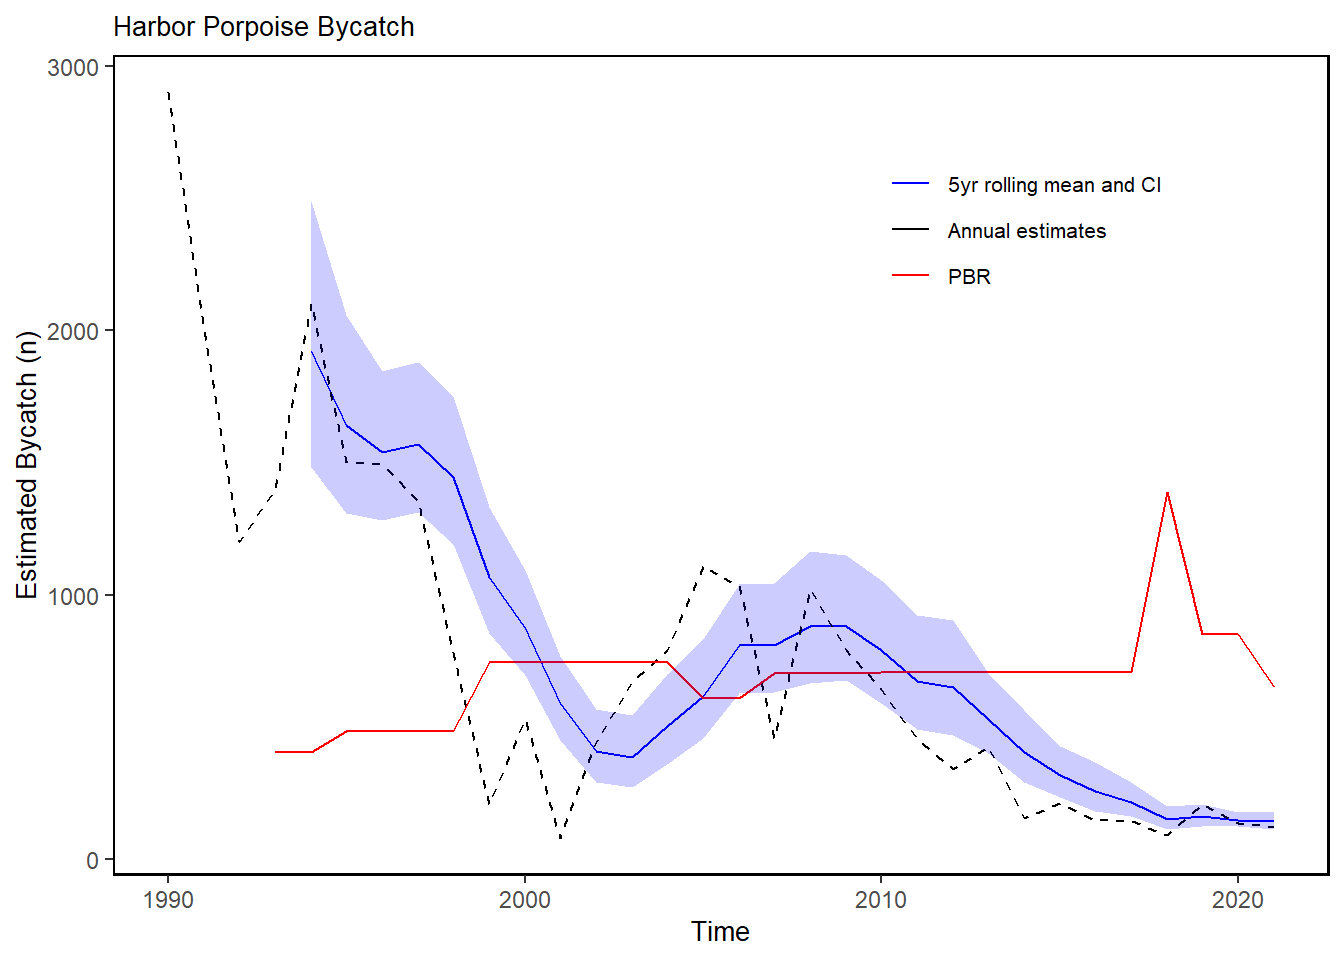 Harbor Porpoise Bycatch
3000
2000
1000
0
Estimated Bycatch (n)
5yr rolling mean and CI
Annual estimates
PBR
1990
2000
2010
2020
Time